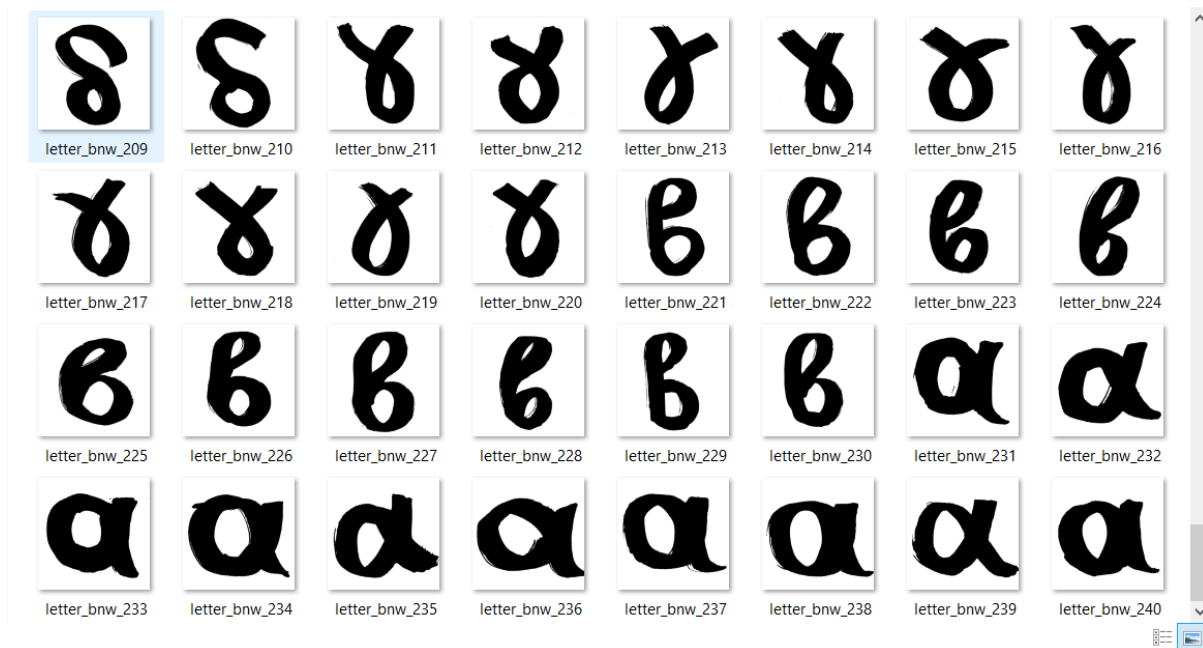 δ δ γ γ γ γ γ γ
letter_bnw_209 letter_bnw_210 letter_bnw_211 letter_bnw_212 letter_bnw_213 letter_bnw_214 letter_bnw_215 letter_bnw_216
γ γ γ γ β β β β
letter_bnw_217 letter_bnw_218 letter_bnw_219 letter_bnw_220 letter_bnw_221 letter_bnw_222 letter_bnw_223 letter_bnw_224
β β β β β β α α
letter_bnw_225 letter_bnw_226 letter_bnw_227 letter_bnw_228 letter_bnw_229 letter_bnw_230 letter_bnw_231 letter_bnw_232
α α α α α α α α
letter_bnw_233 letter_bnw_234 letter_bnw_235 letter_bnw_236 letter_bnw_237 letter_bnw_238 letter_bnw_239 letter_bnw_240